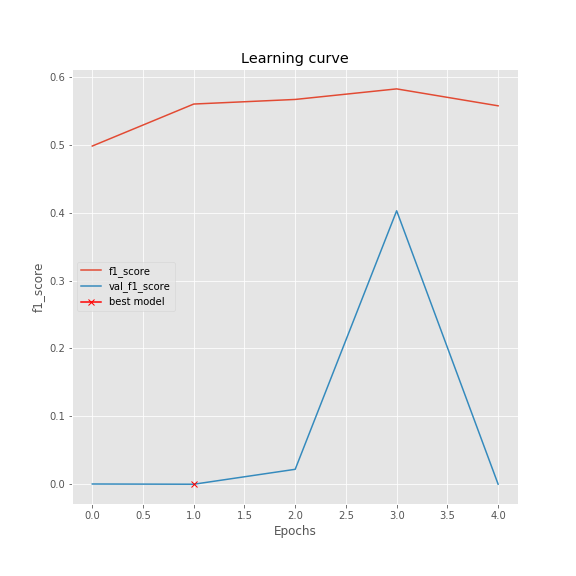 Learning curve
0.6
0.5
0.4
0.3
0.2
0.1
0.0
f1_score
f1_score
val_f1_score
best model
0.0 0.5 1.0 1.5 2.0 2.5 3.0 3.5 4.0
Epochs